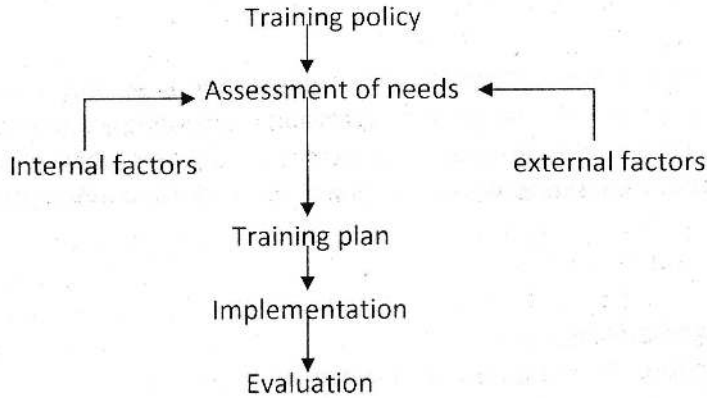 Training policy
Assessment of needs
Internal factors
external factors
Training plan
Implementation
Evaluation